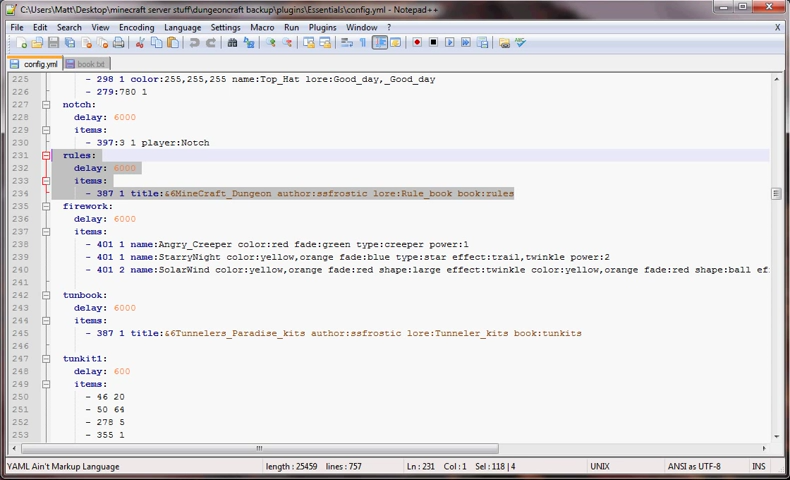 C:\Users\Matt\Desktop\minecraft server stuff\dungeoncraft backup\plugins\Essentials\config.yml - Notepad++
File Edit Search View Encoding Language Settings Macro Run Plugins Window ? X
config.yml book.txt
225 - 298 1 color:255,255,255 name:Top_Hat lore:Good_day,_Good_day
226 - 279:780 1
227 notch:
228 delay: 6000
229 items:
230 - 397:3 1 player:Notch
231 rules:
232 delay: 6000
233 items:
234 - 387 1 title:&6MineCraft_Dungeon author:ssfrostic lore:Rule_book book:rules
235 firework:
236 delay: 6000
237 items:
238 - 401 1 name:Angry_Creeper color:red fade:green type:creeper power:1
239 - 401 1 name:StarryNight color:yellow,orange fade:blue type:star effect:trail,twinkle power:2
240 - 401 2 name:SolarWind color:yellow,orange fade:red shape:large effect:twinkle color:yellow,orange fade:red shape:ball ef
241
242 tunbook:
243 delay: 6000
244 items:
245 - 387 1 title:&6Tunnelers_Paradise_kits author:ssfrostic lore:Tunneler_kits book:tunkits
246
247 tunkit1:
248 delay: 600
249 items:
250 - 46 20
251 - 50 64
252 - 278 5
253 - 355 1
YAML Ain't Markup Language length : 25459 lines : 757 Ln : 231 Col : 1 Sel : 118 | 4 UNIX ANSI as UTF-8 INS